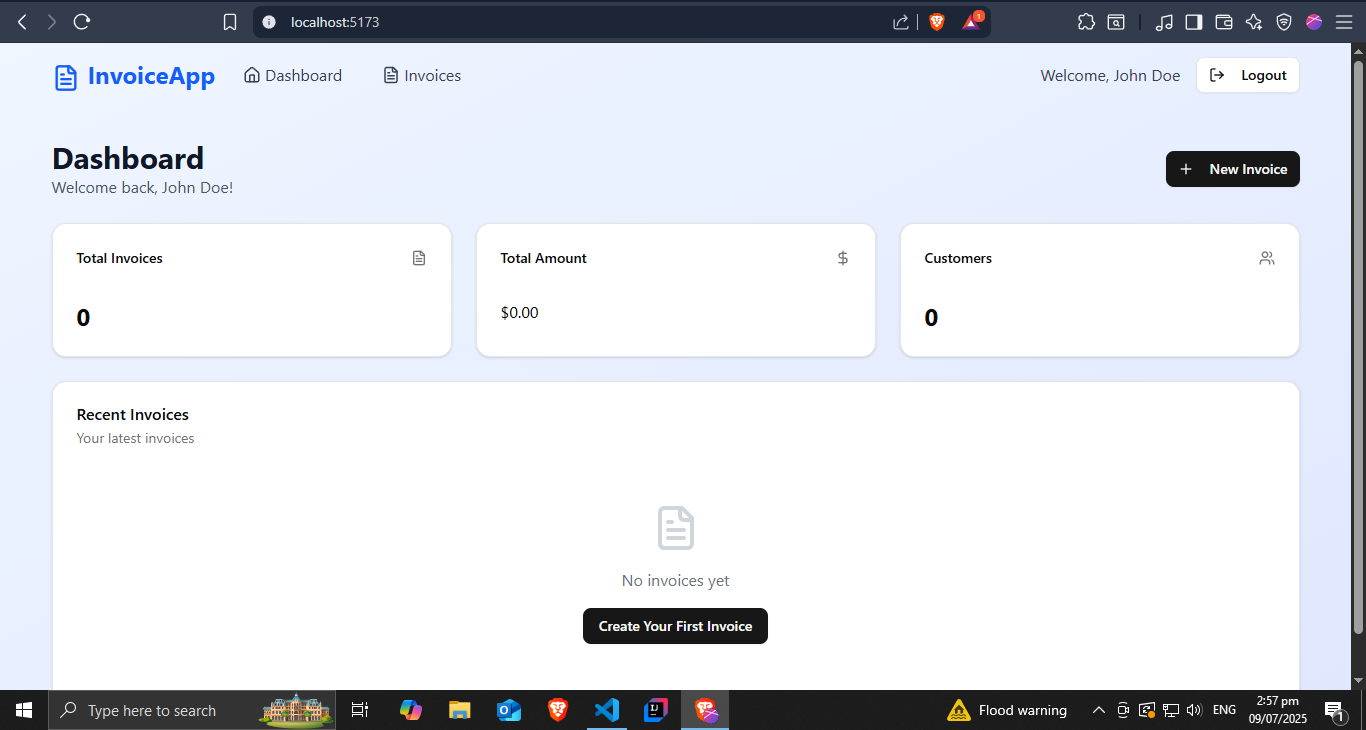 localhost:5173
1
InvoiceApp
Dashboard
Invoices
Welcome, John Doe
Logout
Dashboard
Welcome back, John Doe!
New Invoice
Total Invoices
0
Total Amount
$
$0.00
Customers
0
Recent Invoices
Your latest invoices
No invoices yet
Create Your First Invoice
Type here to search
Flood warning
ENG
2:57 pm
09/07/2025
1